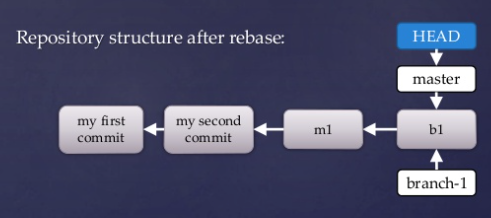 Repository structure after rebase:
HEAD
master
my first
commit
my second
commit
m1
b1
branch-1